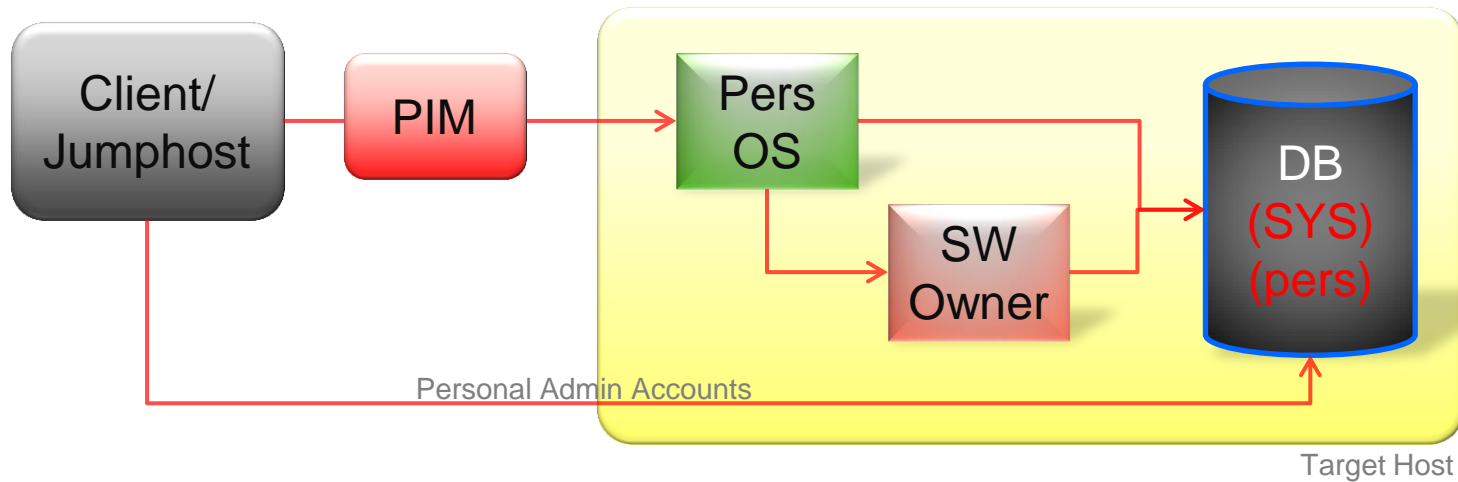 Client/
Jumphost
PIM
Pers
OS
SW
Owner
DB
(SYS)
(pers)
Personal Admin Accounts
Target Host